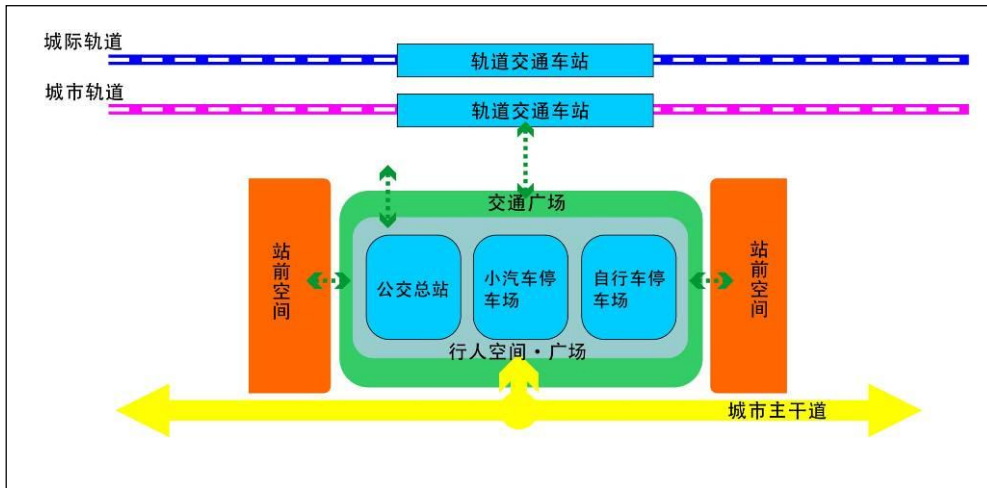 城际轨道
轨道交通车站
城市轨道
轨道交通车站
交通广场
站前空间
公交总站
小汽车停
车场
自行车停
车场
站前空间
行人空间·广场
城市主干道